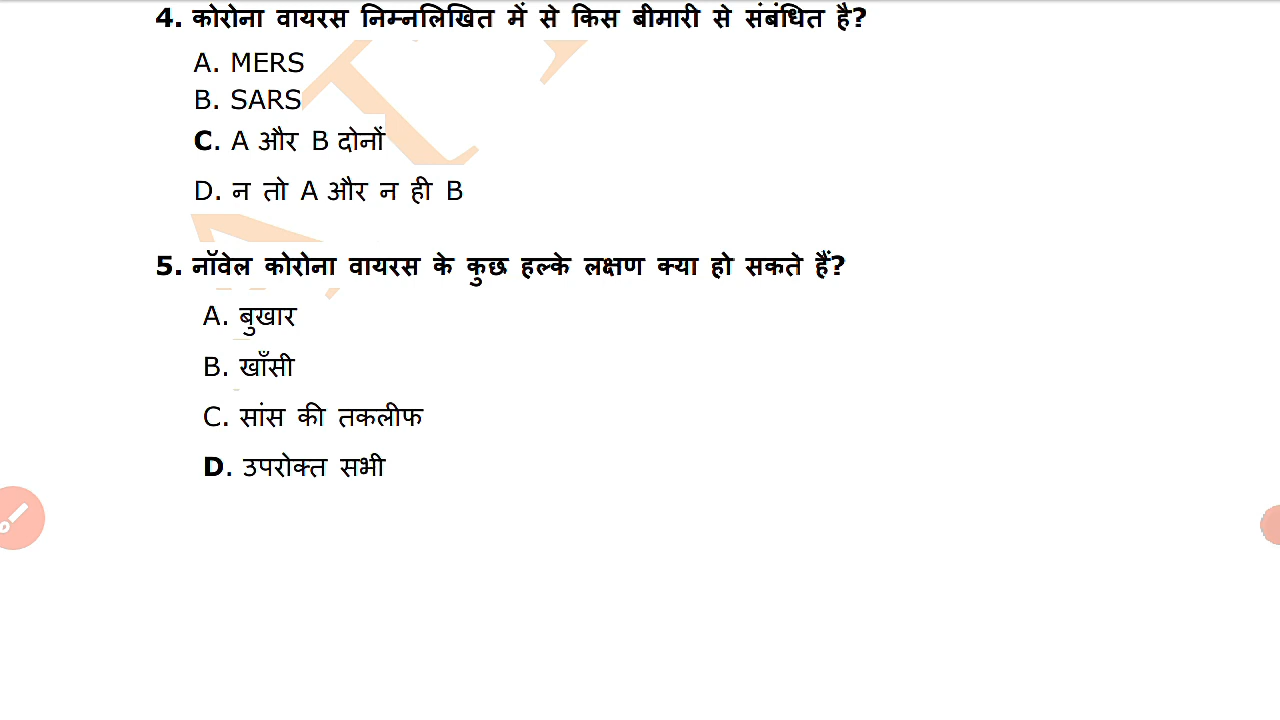 4. कोरोना वायरस निम्नलिखित में से किस बीमारी से संबंधित है?
A. MERS
B. SARS
C. A और B दोनों
D. न तो A और न ही B
5. नॉवेल कोरोना वायरस के कुछ हल्के लक्षण क्या हो सकते हैं?
A. बुखार
B. खाँसी
C. सांस की तकलीफ
D. उपरोक्त सभी